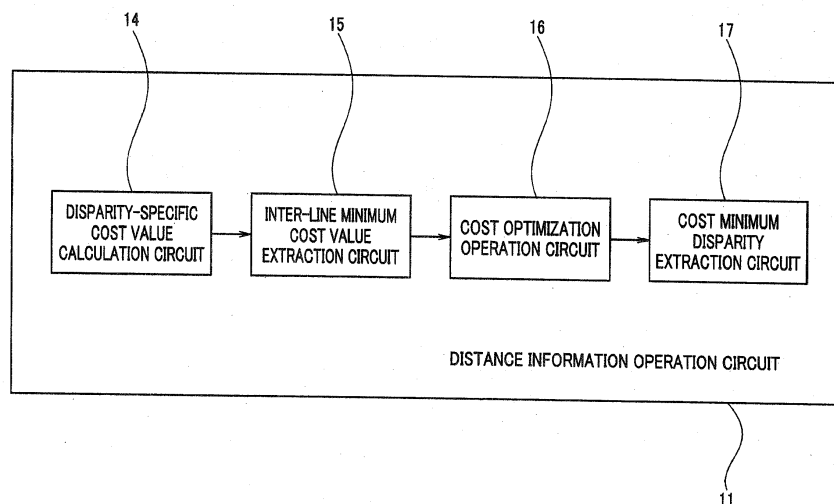 14
15
16
17
DISPARITY-SPECIFIC
COST VALUE
CALCULATION CIRCUIT
INTER-LINE MINIMUM
COST VALUE
EXTRACTION CIRCUIT
COST OPTIMIZATION
OPERATION CIRCUIT
COST MINIMUM
DISPARITY
EXTRACTION CIRCUIT
DISTANCE INFORMATION OPERATION CIRCUIT
11